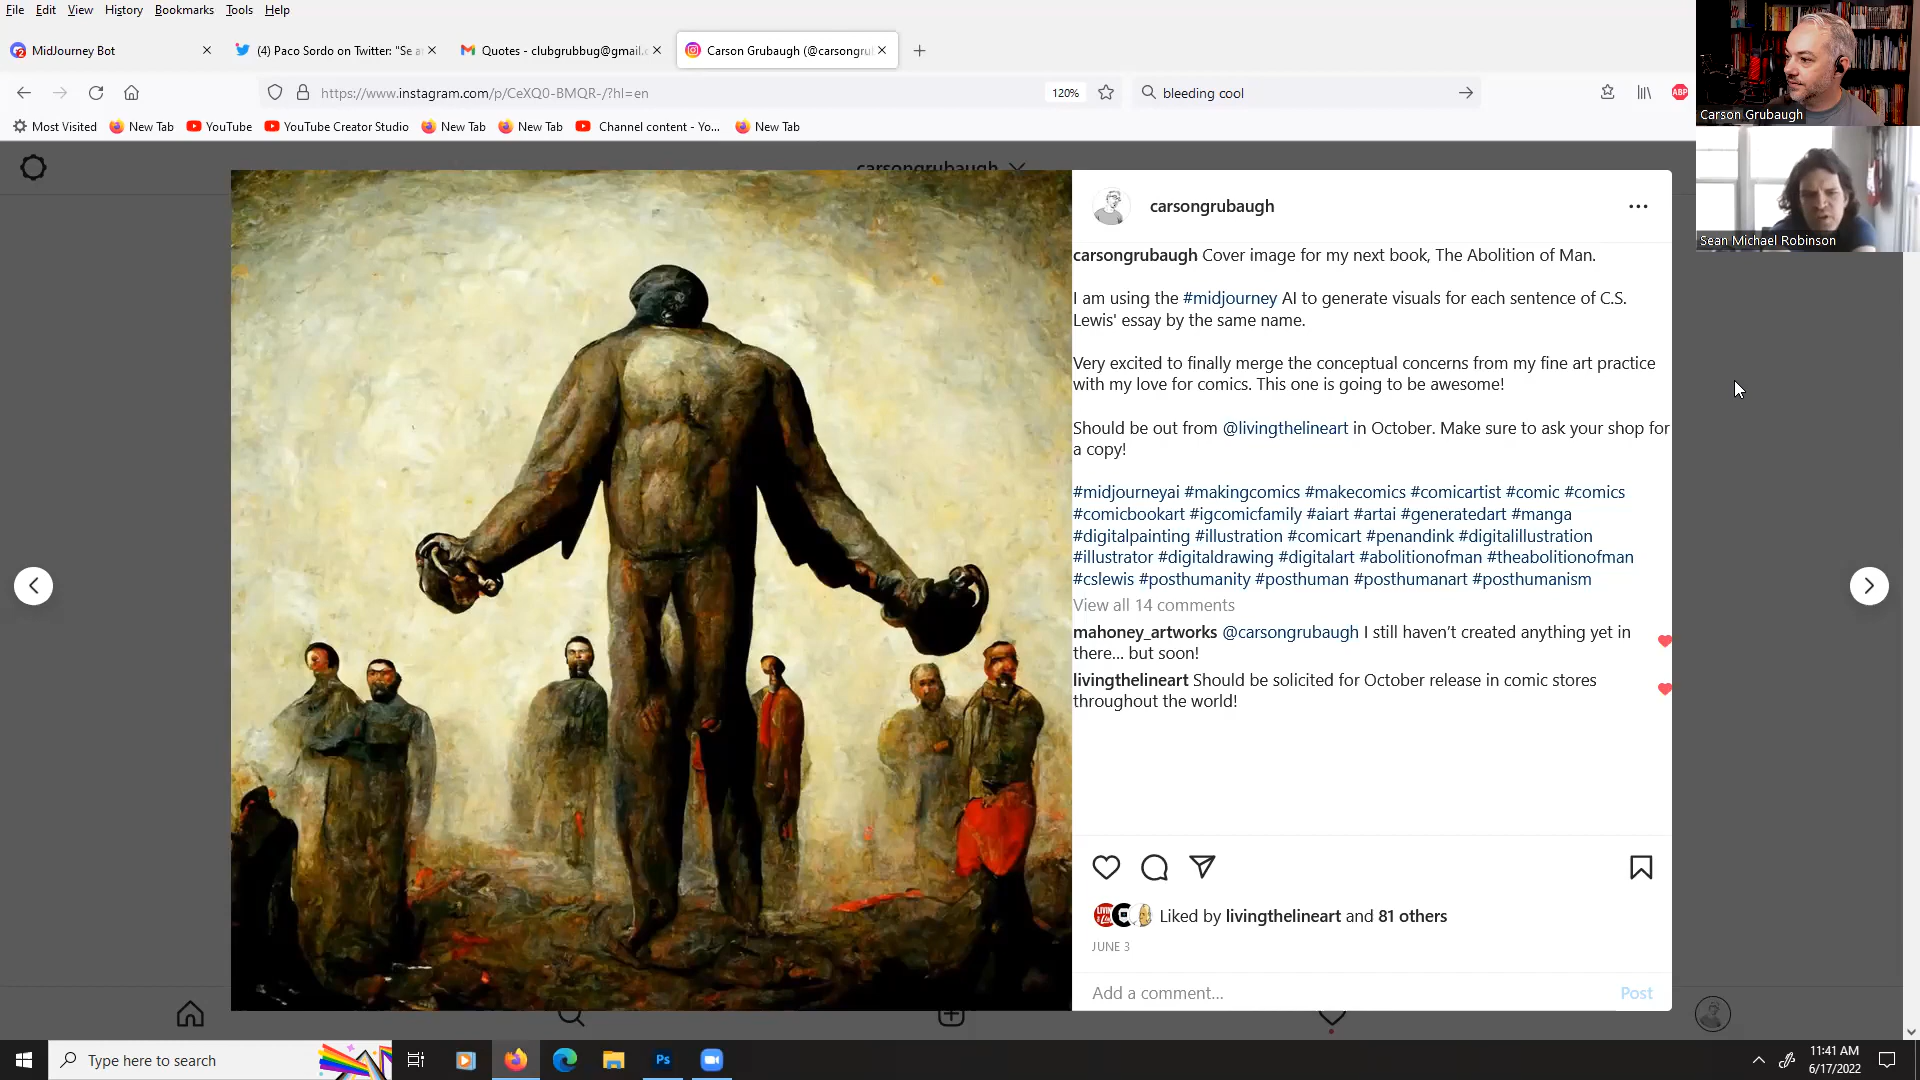 File Edit View History Bookmarks Tools Help
MidJourney Bot
(4) Paco Sordo on Twitter: "Se a
Quotes - clubgrubbug@gmail.c
Carson Grubaugh (@carsongru
https://www.instagram.com/p/CeXQ0-BMQR-/?hl=en
120%
bleeding cool
ABP
Most Visited New Tab YouTube YouTube Creator Studio New Tab New Tab Channel content - Yo... New Tab
Carson Grubaugh
Sean Michael Robinson
carsongrubaugh
carsongrubaugh
carsongrubaugh Cover image for my next book, The Abolition of Man.
I am using the #midjourney AI to generate visuals for each sentence of C.S.
Lewis' essay by the same name.
Very excited to finally merge the conceptual concerns from my fine art practice
with my love for comics. This one is going to be awesome!
Should be out from @livingthelineart in October. Make sure to ask your shop for
a copy!
#midjourneyai #makingcomics #makecomics #comicartist #comic #comics
#comicbookart #igcomicfamily #aiart #artai #generatedart #manga
#digitalpainting #illustration #comicart #penandink #digitalillustration
#illustrator #digitaldrawing #digitalart #abolitionofman #theabolitionofman
#cslewis #posthumanity #posthuman #posthumanart #posthumanism
View all 14 comments
mahoney_artworks @carsongrubaugh I still haven't created anything yet in
there... but soon!
livingthelineart Should be solicited for October release in comic stores
throughout the world!
Liked by livingthelineart and 81 others
JUNE 3
Add a comment... Post
Type here to search
Ps
11:41 AM
6/17/2022